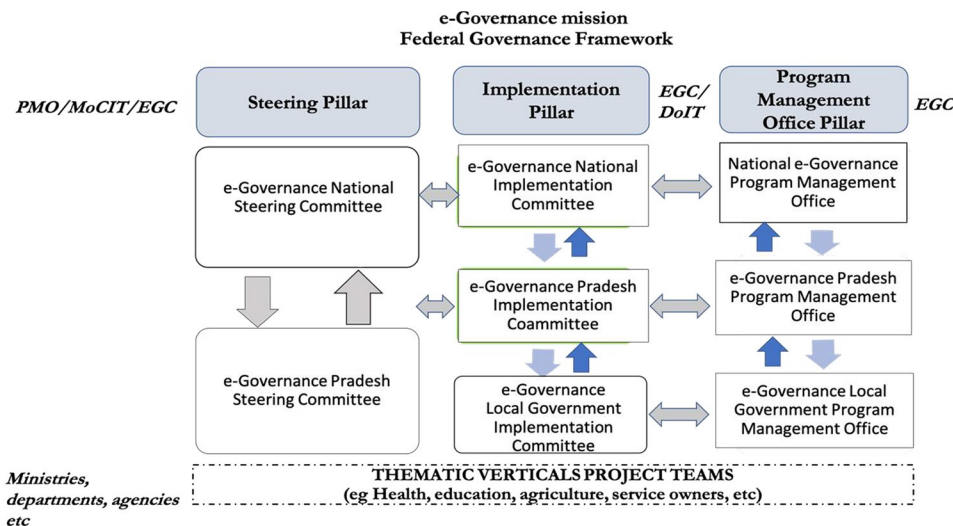 e-Governance mission
Federal Governance Framework
PMO/MoCIT/EGC
Steering Pillar
Implementation
Pillar
EGC/
DoIT
Program
Management
Office Pillar
EGC
e-Governance National
Steering Committee
e-Governance National
Implementation
Committee
National e-Governance
Program Management
Office
e-Governance Pradesh
Implementation
Coammittee
e-Governance Pradesh
Program Management
Office
e-Governance Pradesh
Steering Committee
e-Governance
Local Government
Implementation
Committee
e-Governance Local
Government Program
Management Office
Ministries,
departments, agencies
etc
THEMATIC VERTICALS PROJECT TEAMS
(eg Health, education, agriculture, service owners, etc)